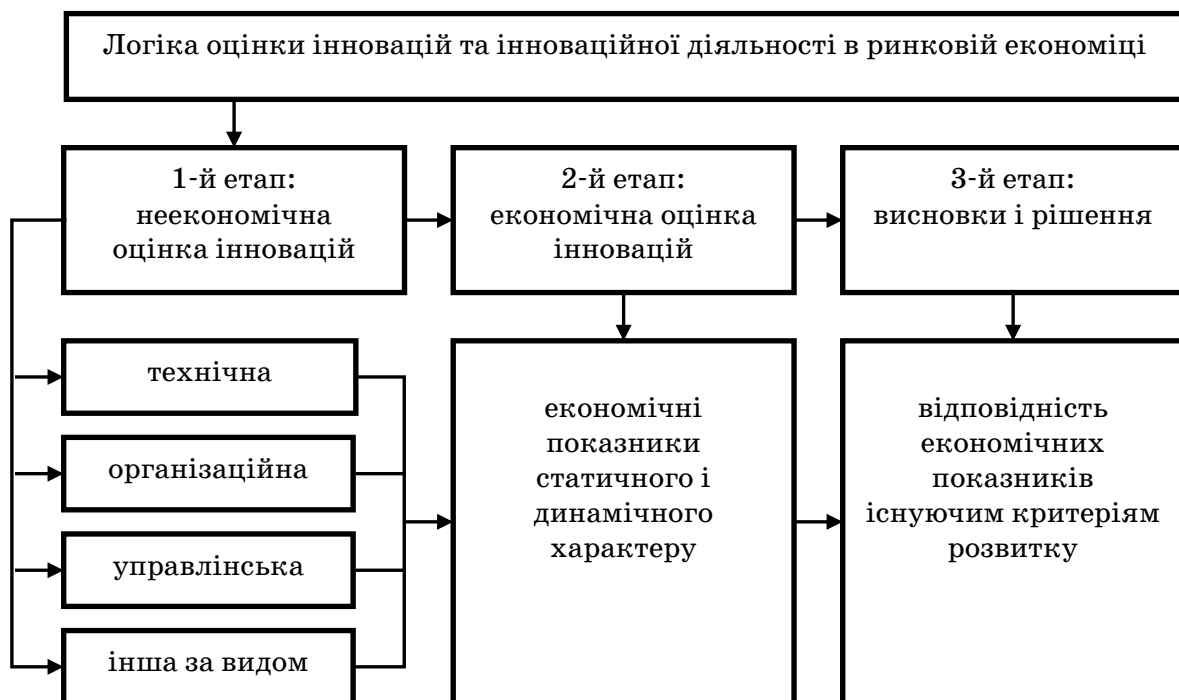 Логіка оцінки інновацій та інноваційної діяльності в ринковій економіці
1-й етап:
неекономічна
оцінка інновацій
2-й етап:
економічна оцінка
інновацій
3-й етап:
висновки і рішення
технічна
організаційна
управлінська
інша за видом
економічні
показники
статичного і
динамічного
характеру
відповідність
економічних
показників
існуючим критеріям
розвитку